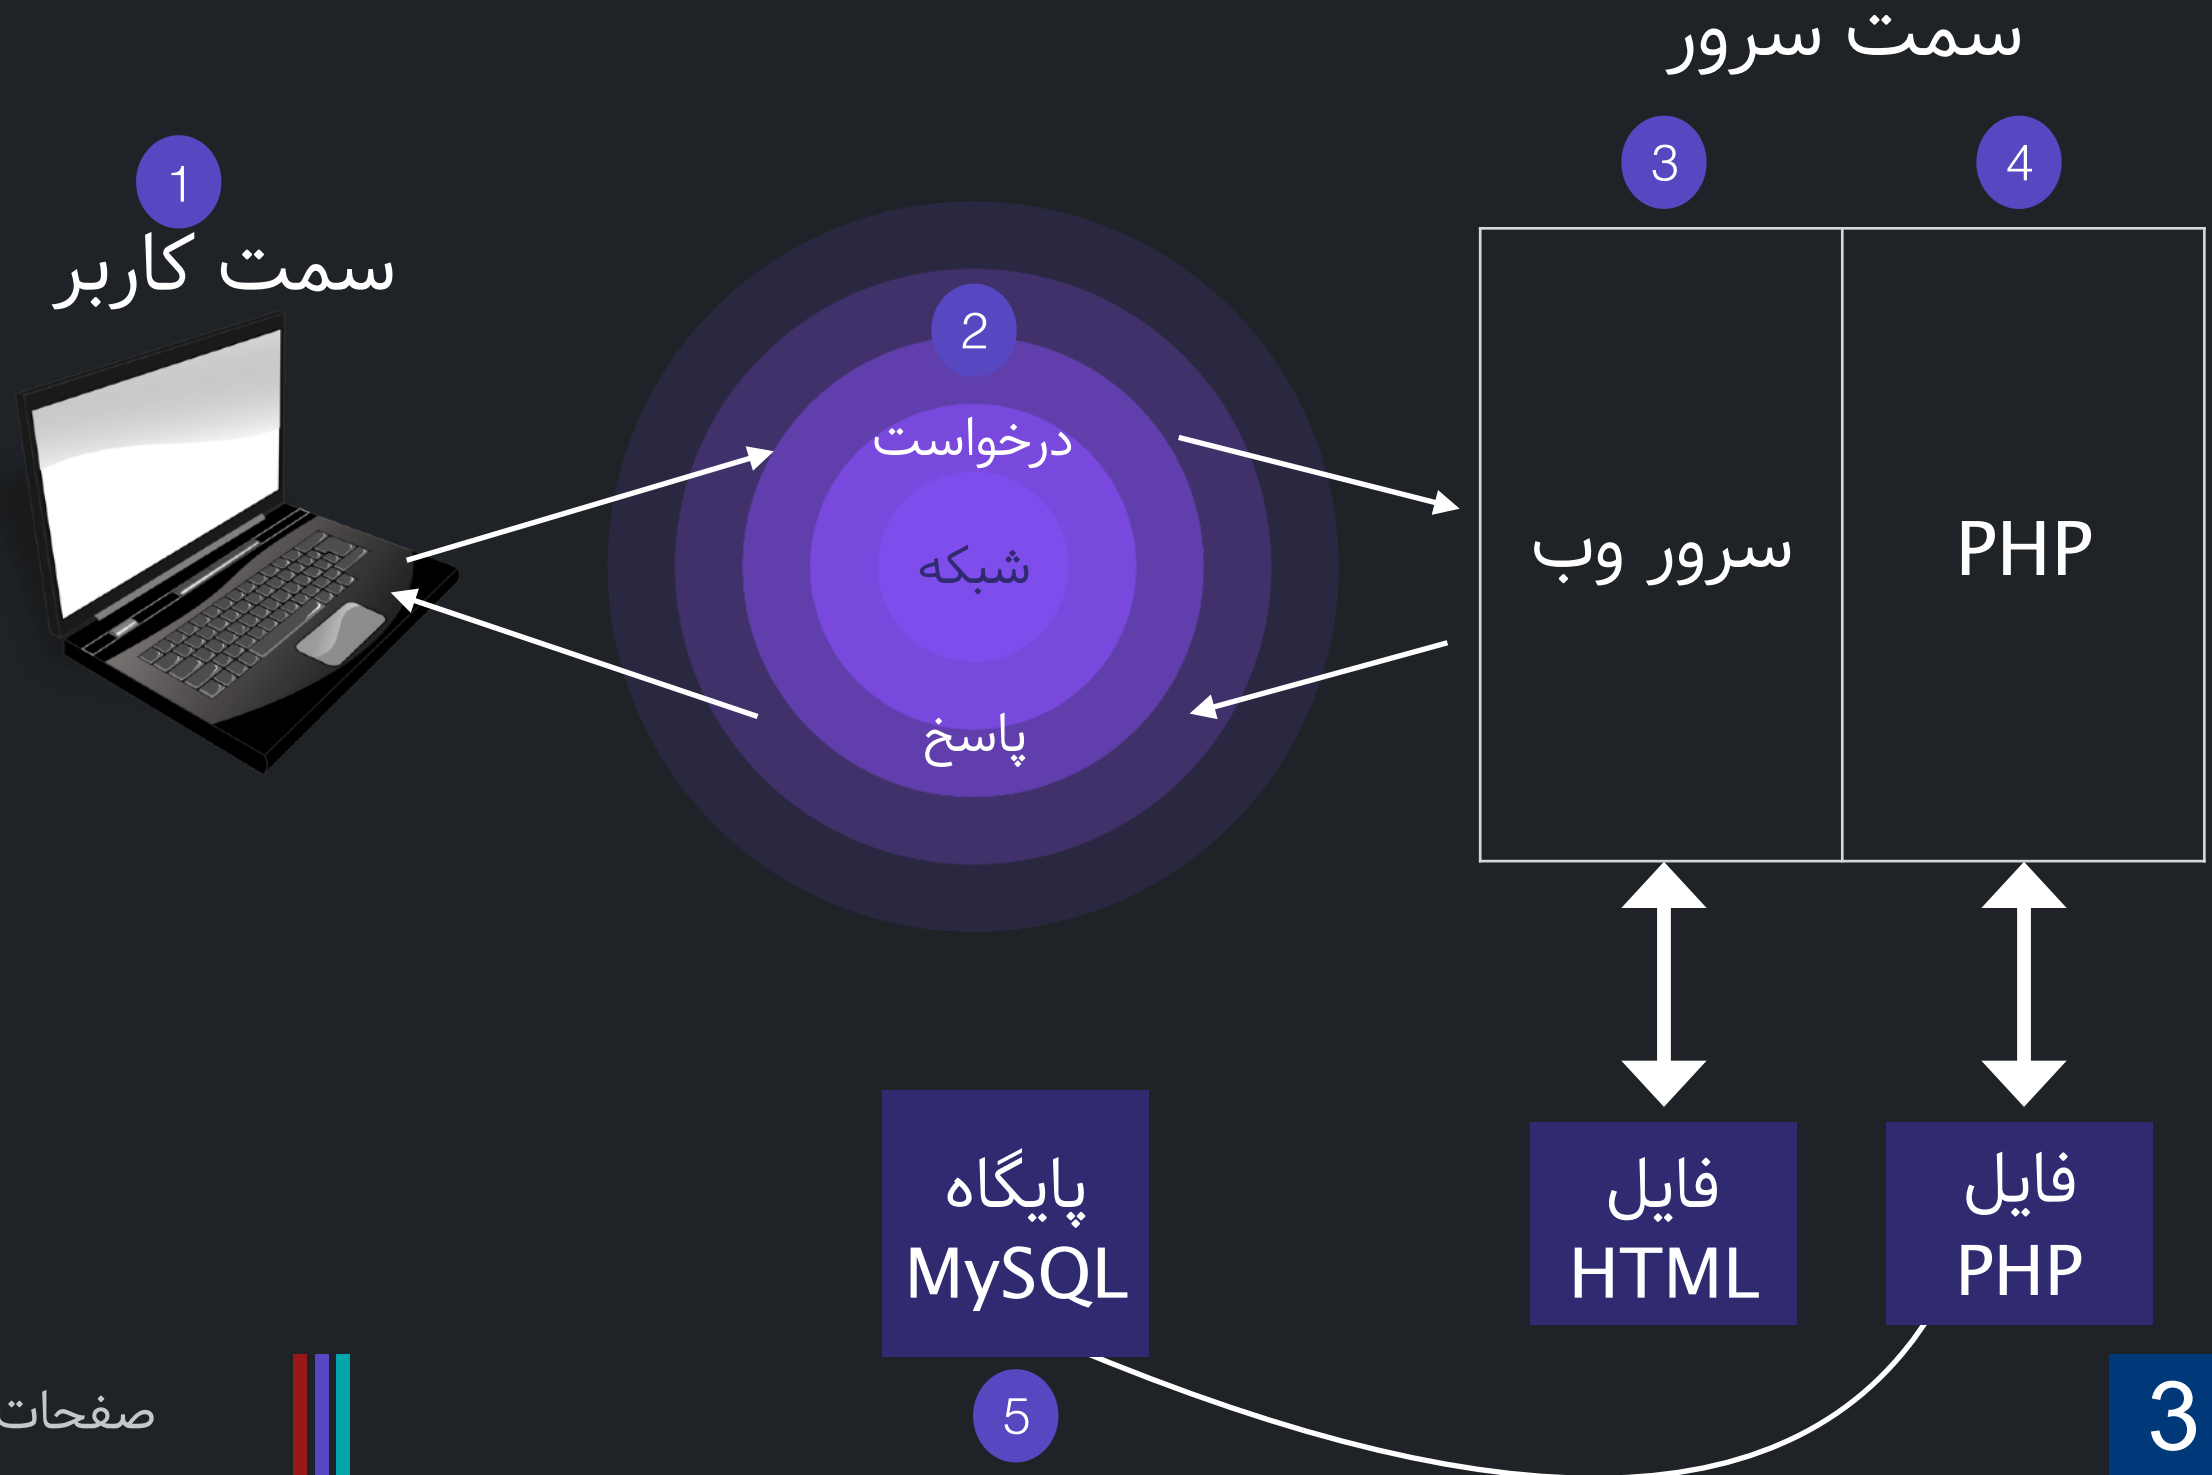 سمت سرور
1
سمت کاربر
2
درخواست
شبکه
پاسخ
3
4
سرور وب
PHP
پایگاه
MySQL
5
فایل
HTML
فایل
PHP
صفحات
3